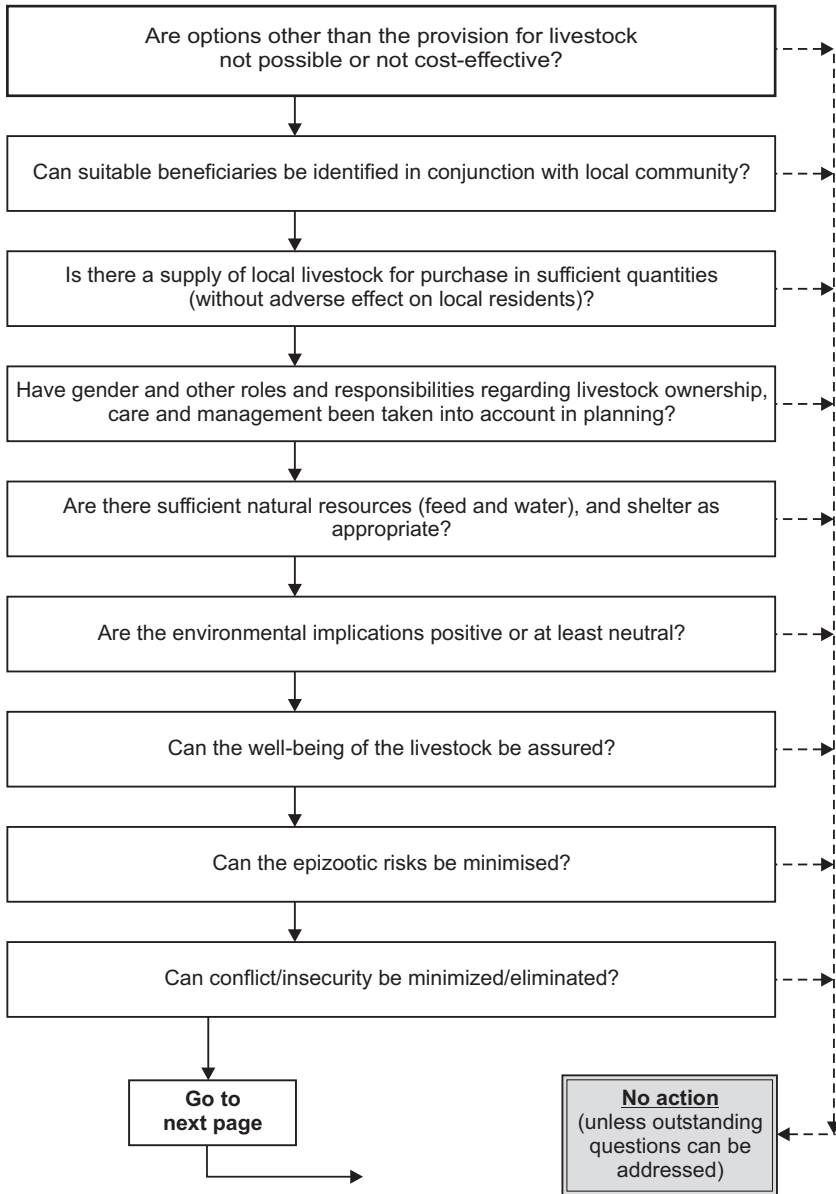 Are options other than the provision for livestock
not possible or not cost-effective?
Can suitable beneficiaries be identified in conjunction with local community?
Is there a supply of local livestock for purchase in sufficient quantities
(without adverse effect on local residents)?
Have gender and other roles and responsibilities regarding livestock ownership,
care and management been taken into account in planning?
Are there sufficient natural resources (feed and water), and shelter as
appropriate?
Are the environmental implications positive or at least neutral?
Can the well-being of the livestock be assured?
Can the epizootic risks be minimised?
Can conflict/insecurity be minimized/eliminated?
Go to
next page
No action
(unless outstanding
questions can be
addressed)